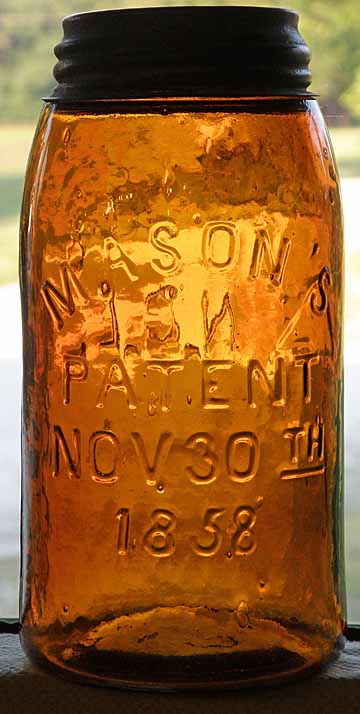 MASON'S
PATENT
NOV 30TH
1858